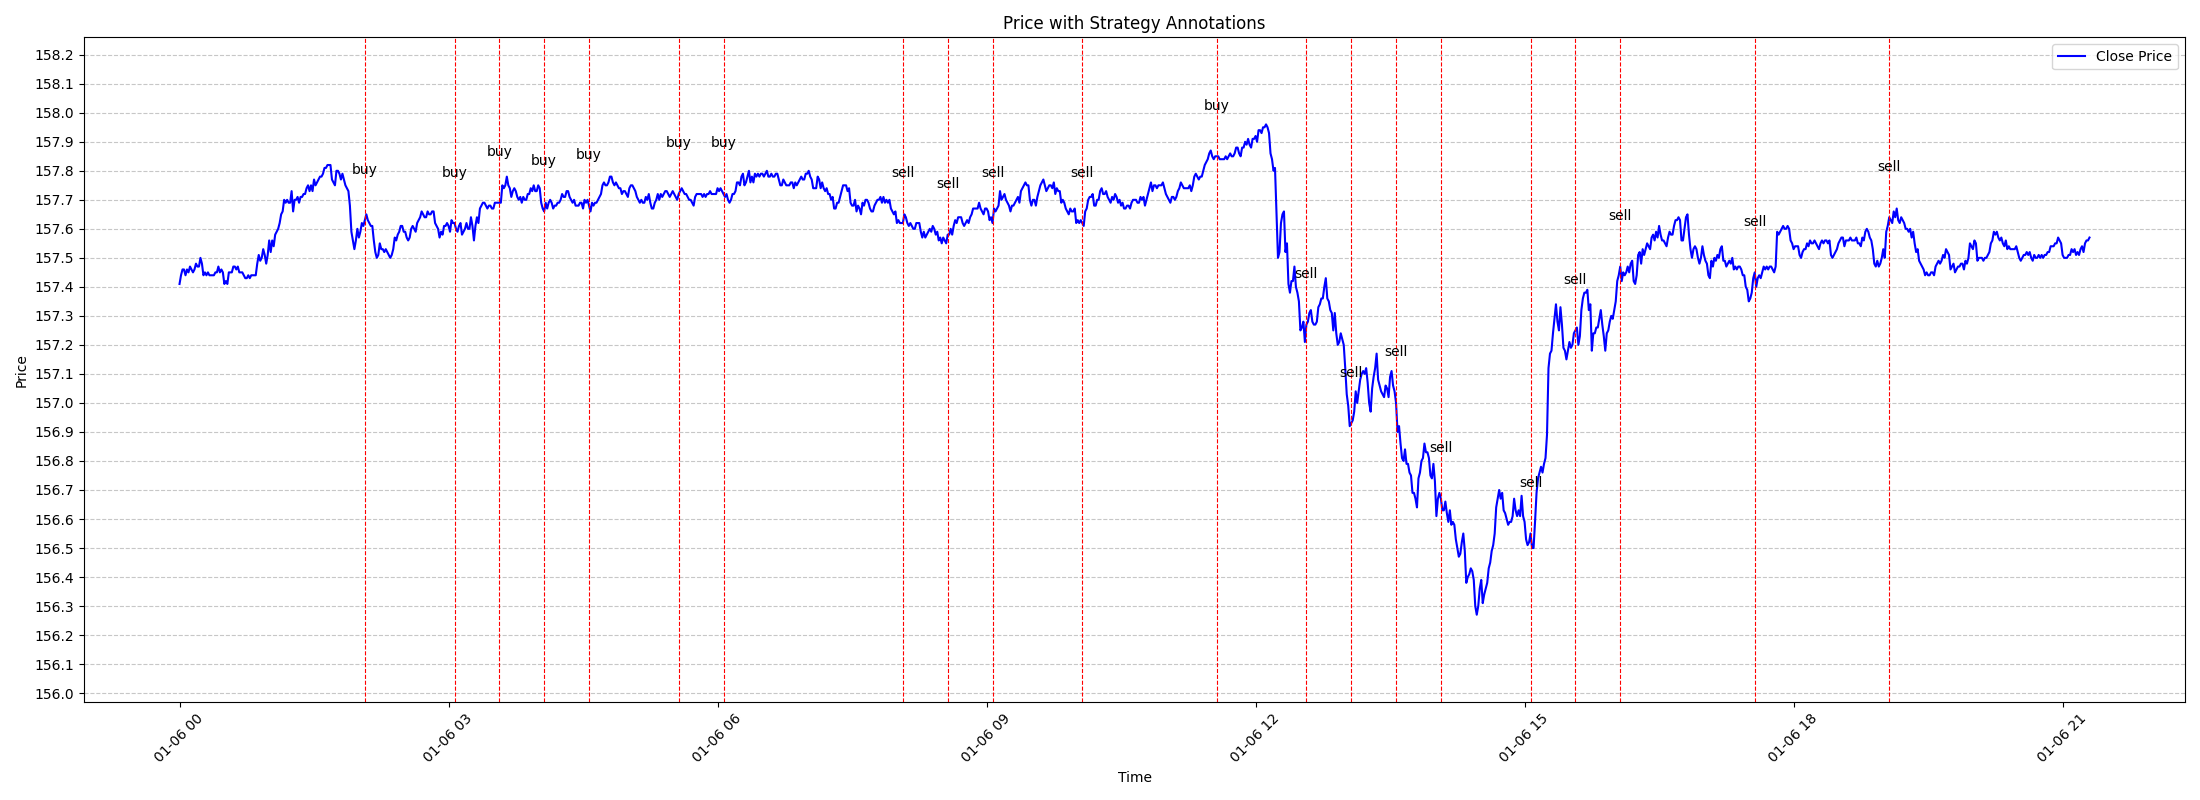 Price with Strategy Annotations
Close Price
Price
158.2
158.1
158.0
157.9
157.8
157.7
157.6
157.5
157.4
157.3
157.2
157.1
157.0
156.9
156.8
156.7
156.6
156.5
156.4
156.3
156.2
156.1
156.0
buy
buy
buy
buy
buy
buy
buy
sell
sell
sell
sell
buy
sell
sell
sell
sell
sell
sell
sell
sell
sell
01-06 00
01-06 03
01-06 06
01-06 09
01-06 12
01-06 15
01-06 18
01-06 21
Time